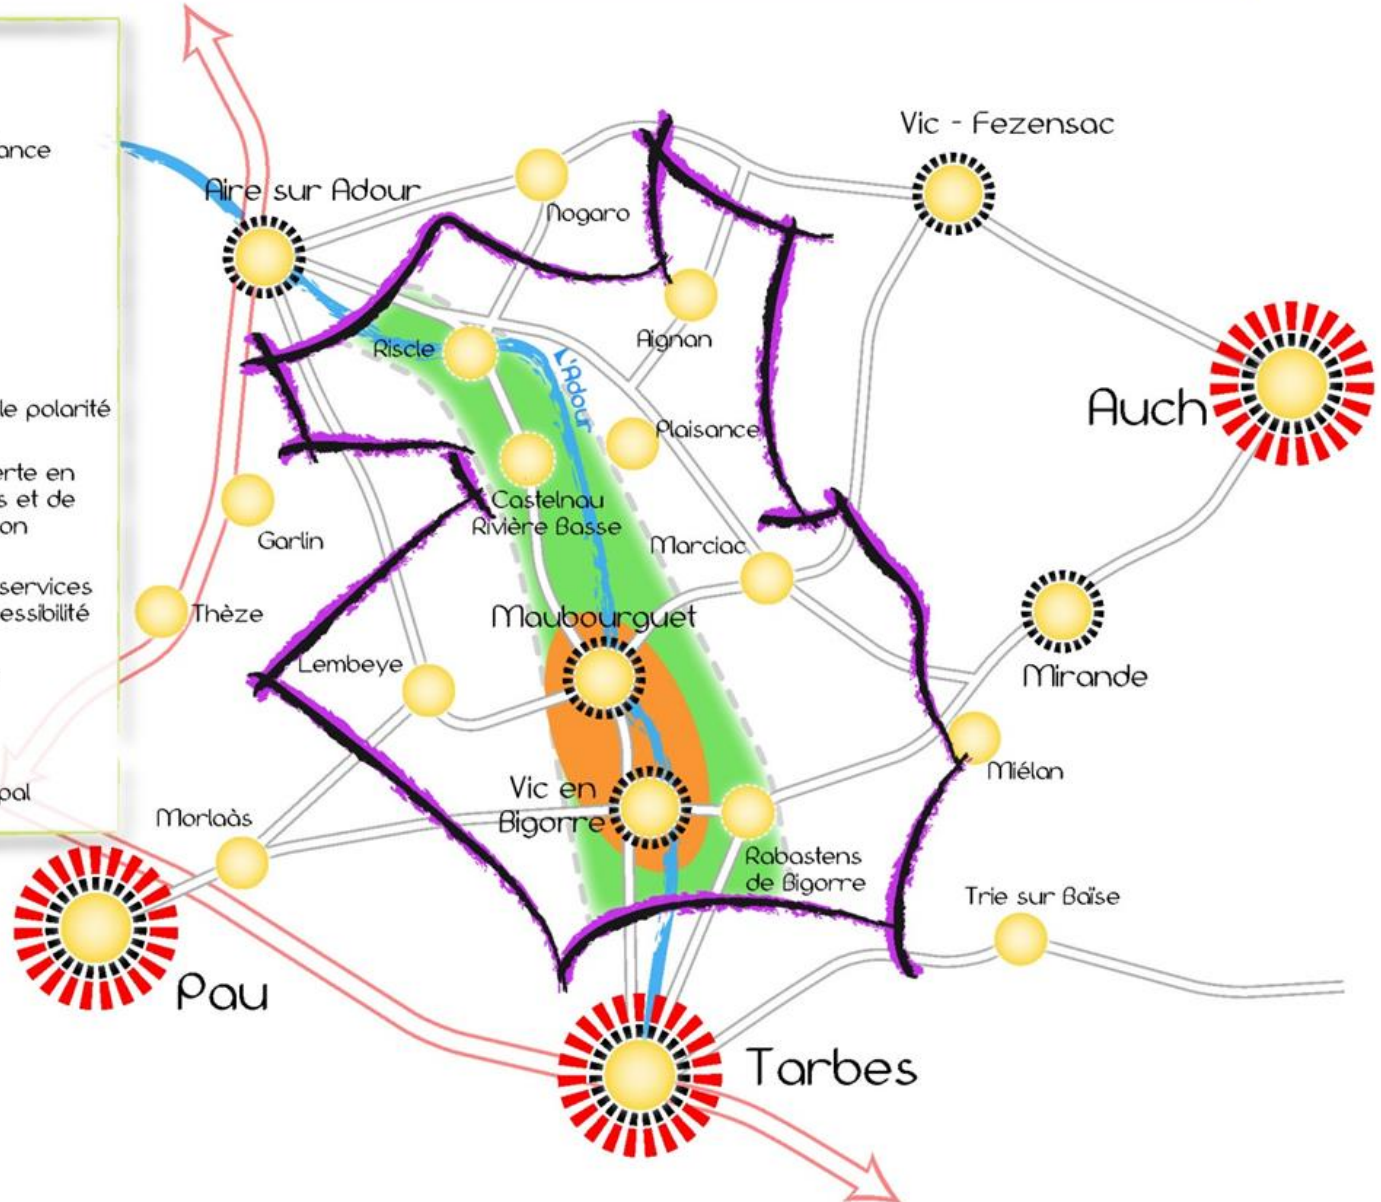 ance
le polarité
erte en
s et de
on
services
essibilité
pal
Vic - Fezensac
Aire sur Adour
Nogaro
Aignan
Riscle
L'Adour
Auch
Plaisance
Castelnau
Rivière Basse
Garlin
Marciac
Thèze
Maubourguet
Lembeye
Mirande
Miélan
Vic en
Bigorre
Morlaàs
Rabastens
de Bigorre
Trie sur Baïse
Pau
Tarbes